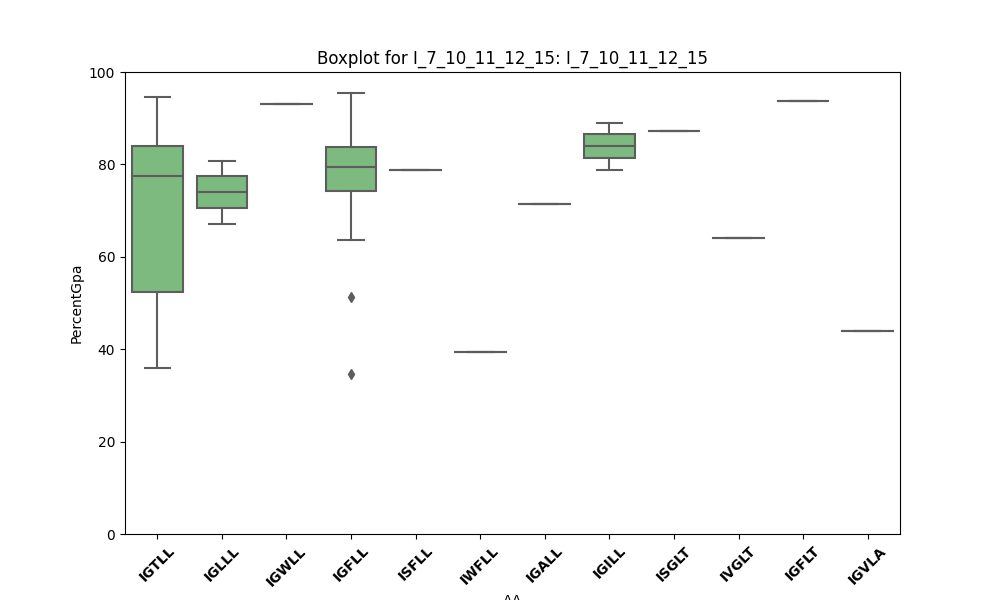 Boxplot for I_7_10_11_12_15: I_7_10_11_12_15
100
80
60
40
20
0
PercentGpa
IGTLL
IGLLL
IGWLL
IGFLL
ISFLL
IWFLL
IGALL
IGILL
ISGLT
IVGLT
IGFLT
IGVLA
AA